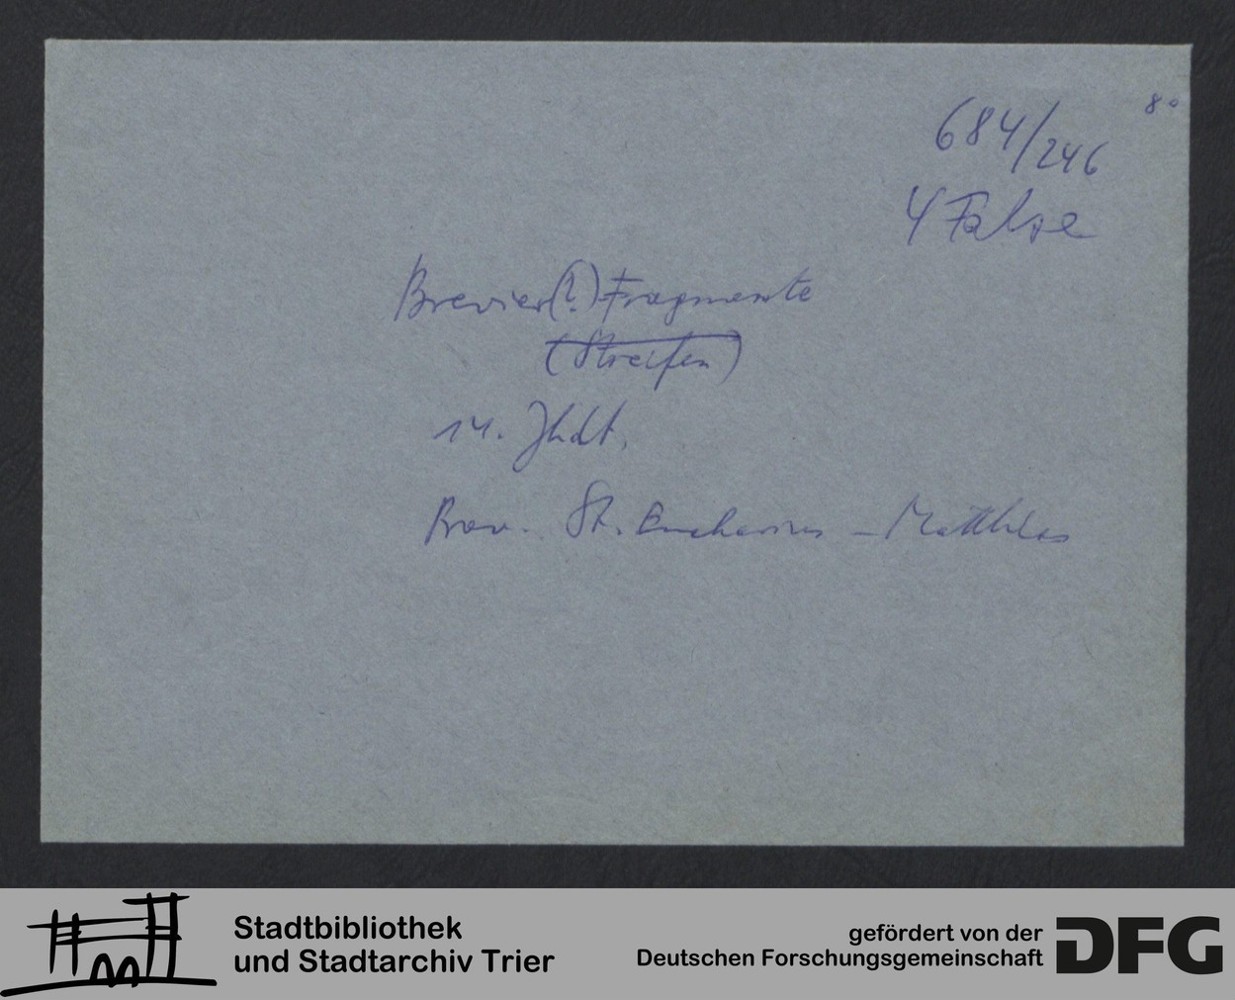 8°
684/246
4 Falze
Brevier(?) Fragmente
(Streifen)
14. Jhdt.
Prov. St. Eucharius - Matthias
Stadtbibliothek
und Stadtarchiv Trier
gefördert von der
Deutschen Forschungsgemeinschaft
DFG